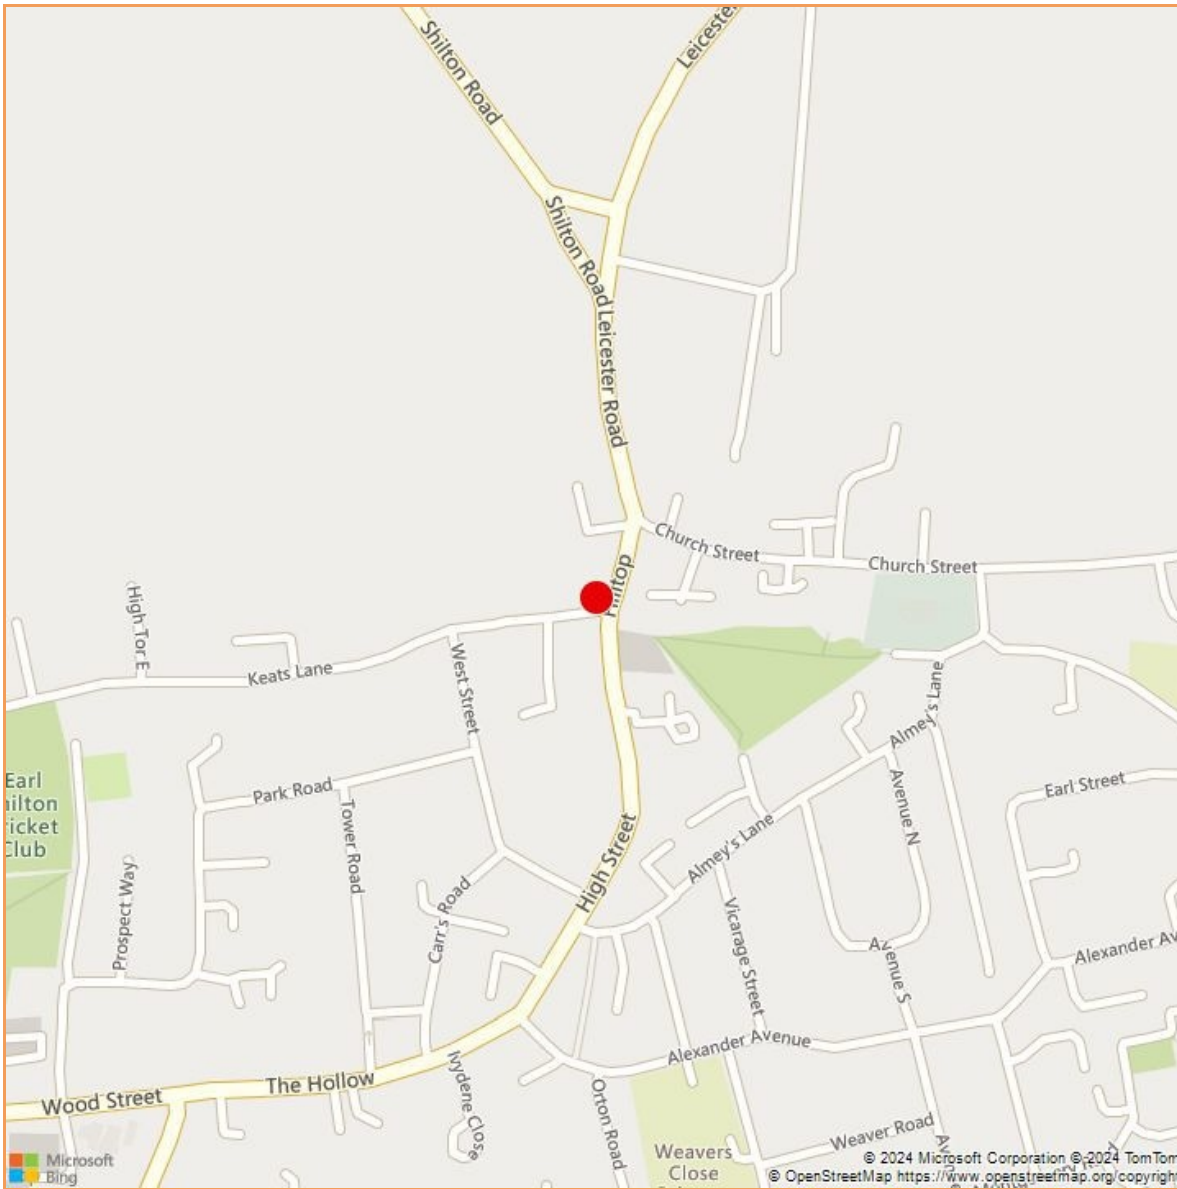 Shilton Road
Leicester
Shilton Road
Leicester Road
Church Street
Church Street
High Tor E
Keats Lane
West Street
Almey's Lane
Earl
Cricket
Club
Park Road
Tower Road
Avenue N
Earl Street
High Street
Almey's Lane
Prospect Way
Carr's Road
Vicarage Street
Avenue S
Alexander Av
Alexander Avenue
Ivydene Close
The Hollow
Wood Street
Orton Road
Weaver Road
Weavers
Close
Microsoft
Bing
© 2024 Microsoft Corporation © 2024 TomTom
© OpenStreetMap https://www.openstreetmap.org/copyright